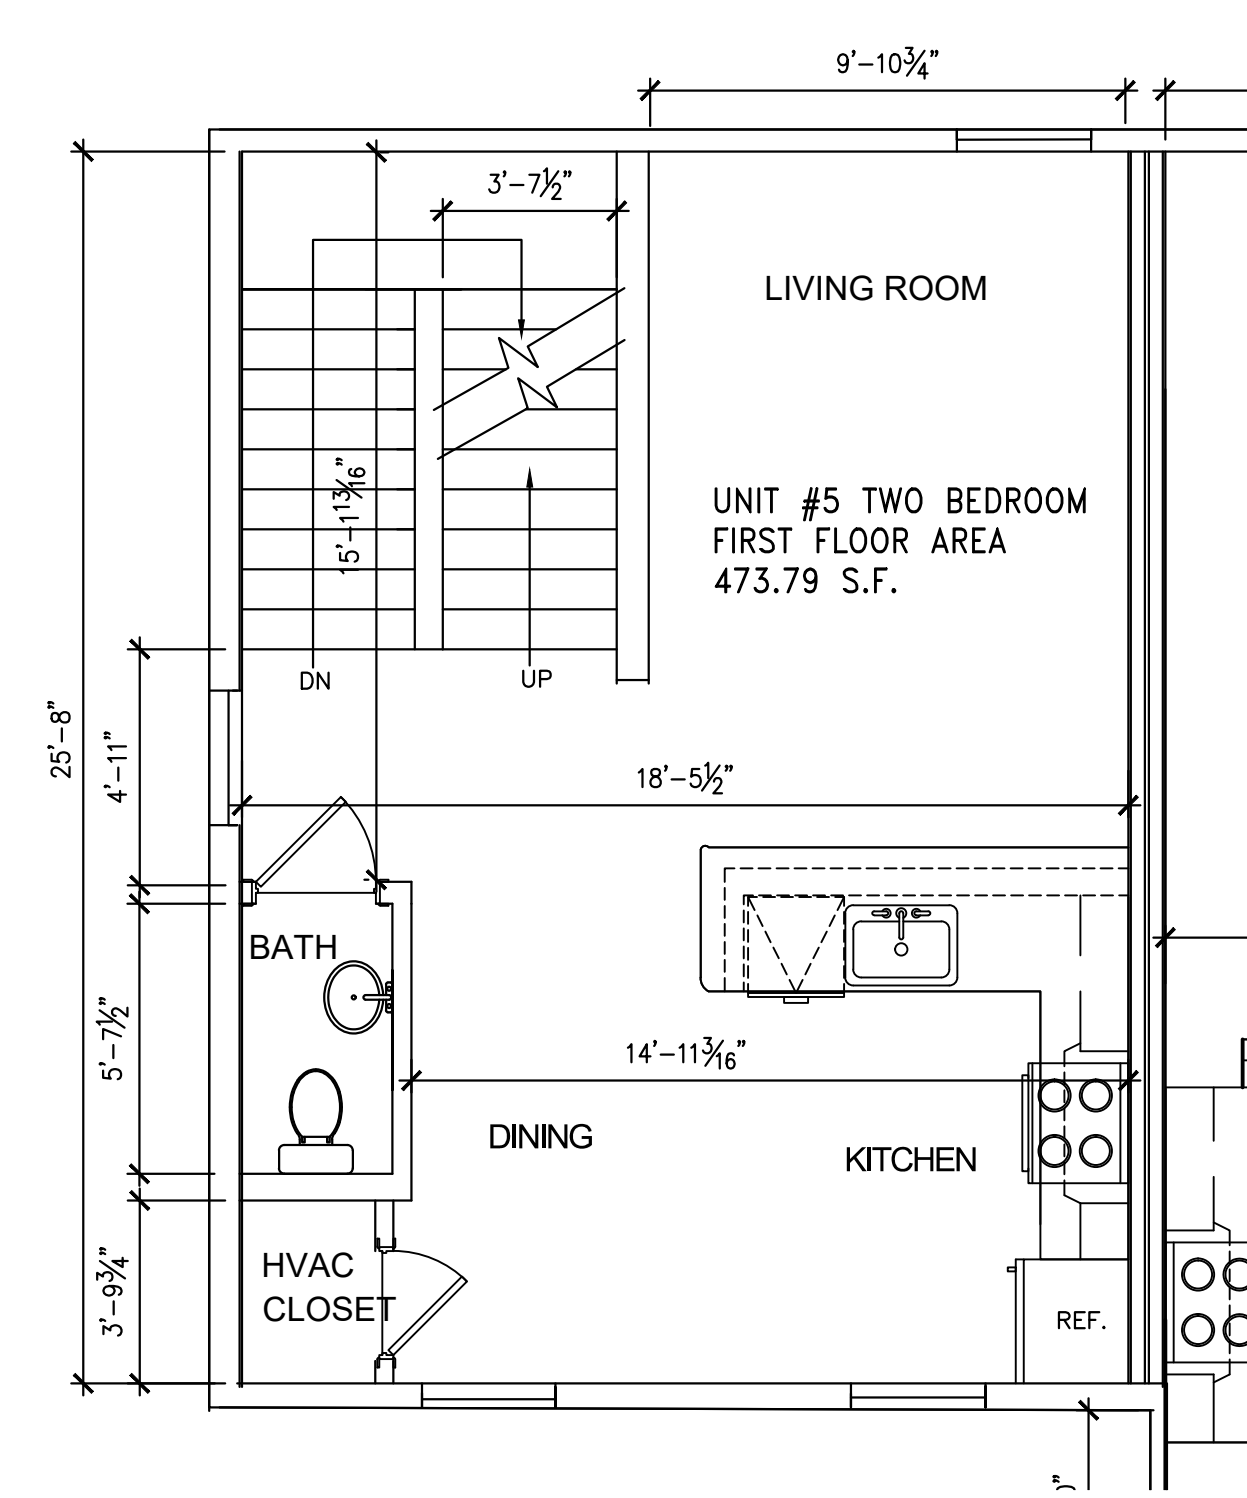 9’-10¾”
3’-7½”
LIVING ROOM
15’-1 13⁄16”
UNIT #5 TWO BEDROOM
FIRST FLOOR AREA
473.79 S.F.
DN
UP
25’-8”
4’-11”
18’-5½”
BATH
5’-7½”
14’-11 3⁄16”
DINING
KITCHEN
3’-9¾”
HVAC
CLOSET
REF.